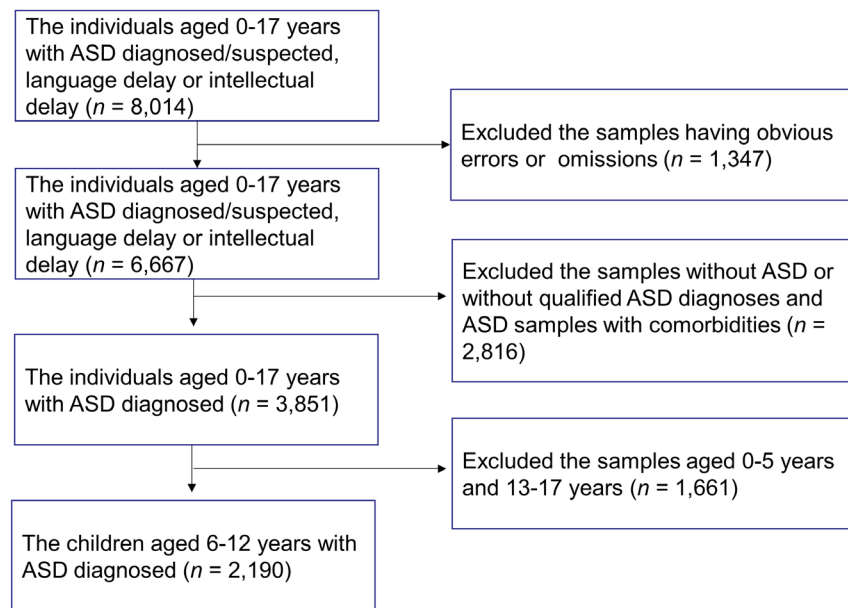 The individuals aged 0-17 years
with ASD diagnosed/suspected,
language delay or intellectual
delay (n = 8,014)
Excluded the samples having obvious
errors or omissions (n = 1,347)
The individuals aged 0-17 years
with ASD diagnosed/suspected,
language delay or intellectual
delay (n = 6,667)
Excluded the samples without ASD or
without qualified ASD diagnoses and
ASD samples with comorbidities (n =
2,816)
The individuals aged 0-17 years
with ASD diagnosed (n = 3,851)
Excluded the samples aged 0-5 years
and 13-17 years (n = 1,661)
The children aged 6-12 years with
ASD diagnosed (n = 2,190)